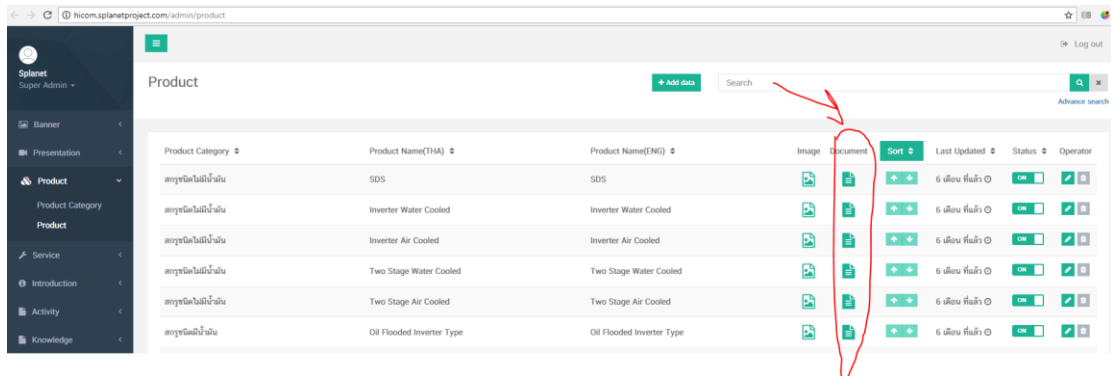 hicom.splanetproject.com/admin/product
Splanet
Super Admin
Log out
Product
+ Add data
Search
Advance search
Banner
Presentation
Product
Product Category
Product
Service
Introduction
Activity
Knowledge
Product Category Product Name(THA) Product Name(ENG) Image Document Sort Last Updated Status Operator
สกรูชนิดไม่มีน้ำมัน SDS SDS 6 เดือน ที่แล้ว ON
สกรูชนิดไม่มีน้ำมัน Inverter Water Cooled Inverter Water Cooled 6 เดือน ที่แล้ว ON
สกรูชนิดไม่มีน้ำมัน Inverter Air Cooled Inverter Air Cooled 6 เดือน ที่แล้ว ON
สกรูชนิดไม่มีน้ำมัน Two Stage Water Cooled Two Stage Water Cooled 6 เดือน ที่แล้ว ON
สกรูชนิดไม่มีน้ำมัน Two Stage Air Cooled Two Stage Air Cooled 6 เดือน ที่แล้ว ON
สกรูชนิดมีน้ำมัน Oil Flooded Inverter Type Oil Flooded Inverter Type 6 เดือน ที่แล้ว ON